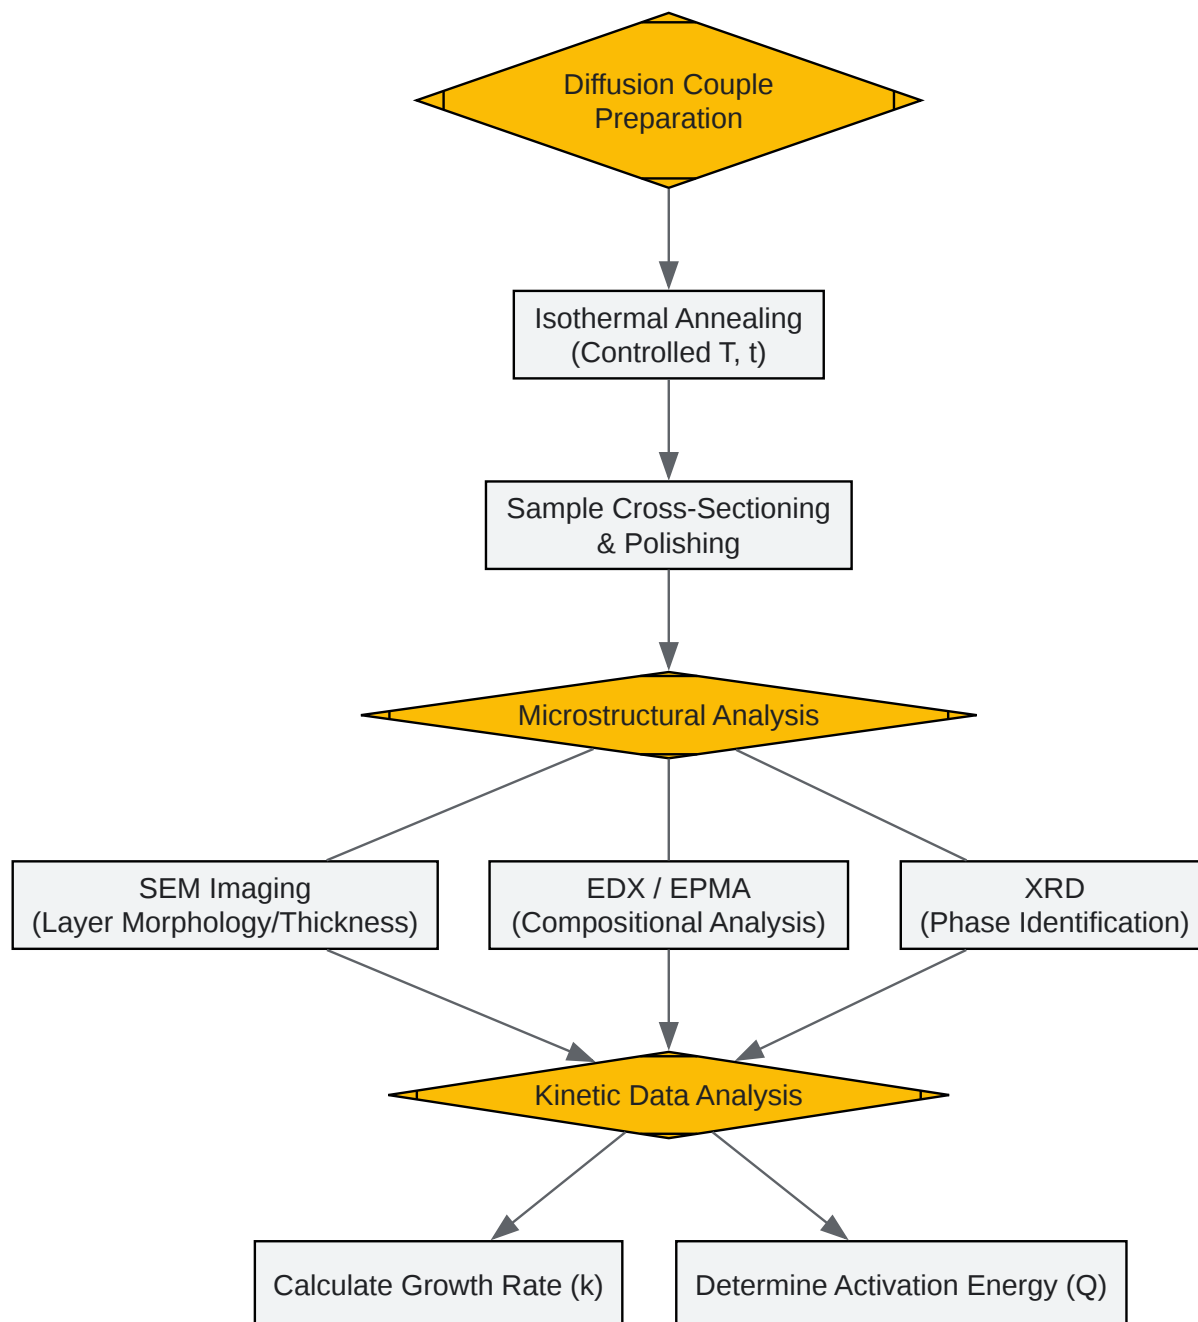 Diffusion Couple
Preparation
Isothermal Annealing
(Controlled T, t)
Sample Cross-Sectioning
& Polishing
Microstructural Analysis
SEM Imaging
(Layer Morphology/Thickness)
EDX / EPMA
(Compositional Analysis)
XRD
(Phase Identification)
Kinetic Data Analysis
Calculate Growth Rate (k)
Determine Activation Energy (Q)